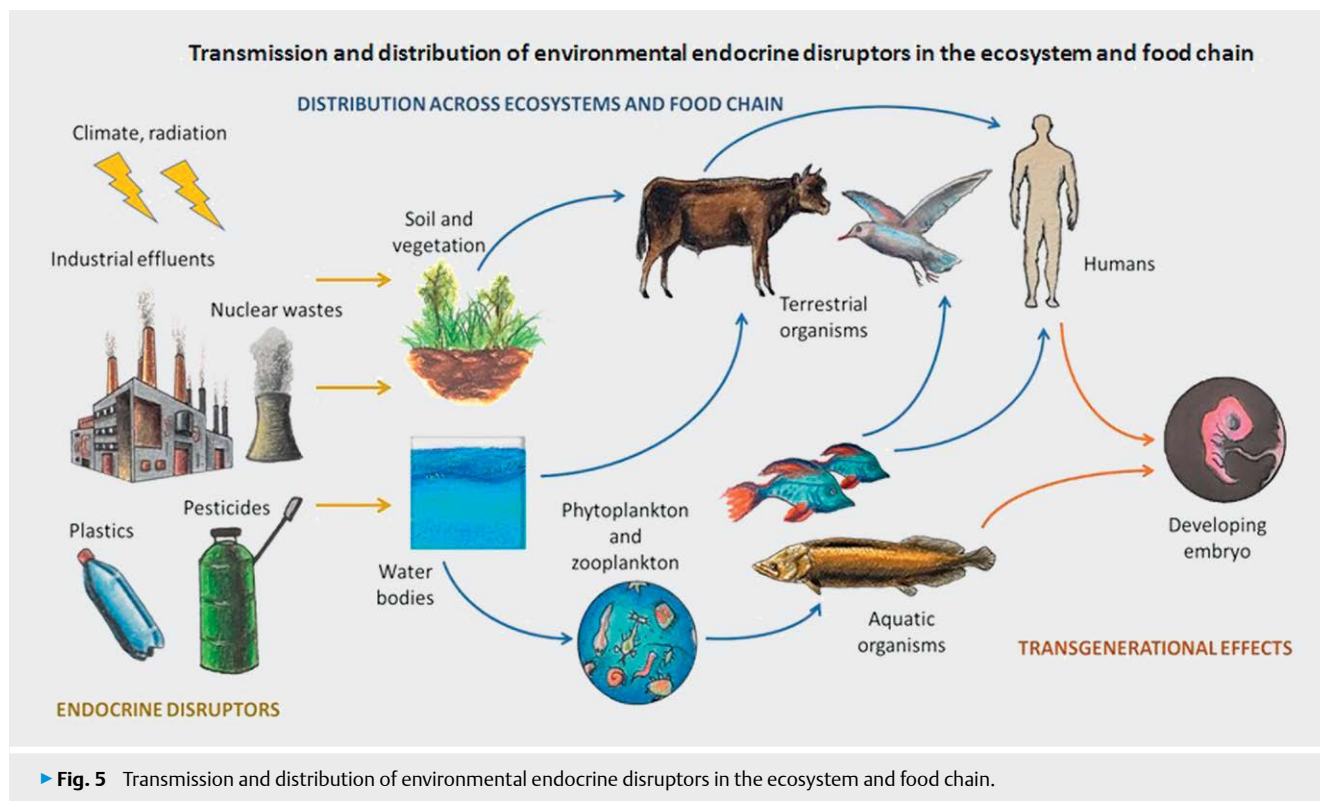 Transmission and distribution of environmental endocrine disruptors in the ecosystem and food chain
DISTRIBUTION ACROSS ECOSYSTEMS AND FOOD CHAIN
Climate, radiation
Industrial effluents
Nuclear wastes
Plastics
Pesticides
ENDOCRINE DISRUPTORS
Soil and
vegetation
Water
bodies
Phytoplankton
and
zooplankton
Terrestrial
organisms
Aquatic
organisms
Humans
Developing
embryo
TRANSGENERATIONAL EFFECTS
▶ Fig. 5 Transmission and distribution of environmental endocrine disruptors in the ecosystem and food chain.